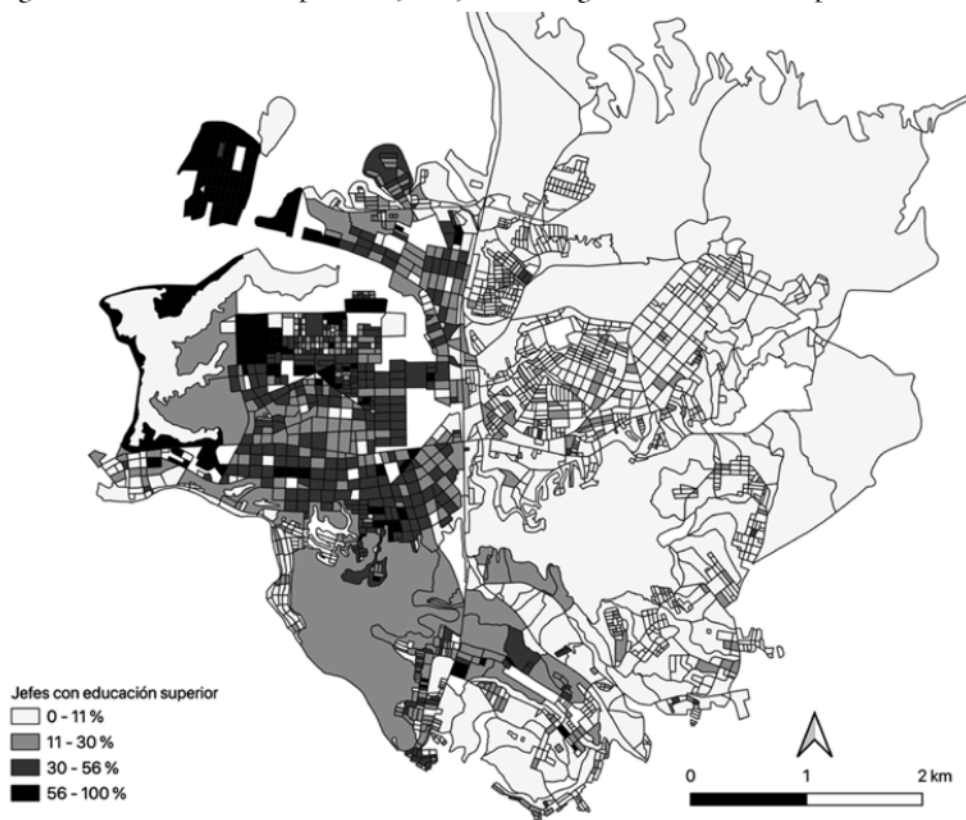 Jefes con educación superior
0 - 11 %
11 - 30 %
30 - 56 %
56 - 100 %
0 1 2 km